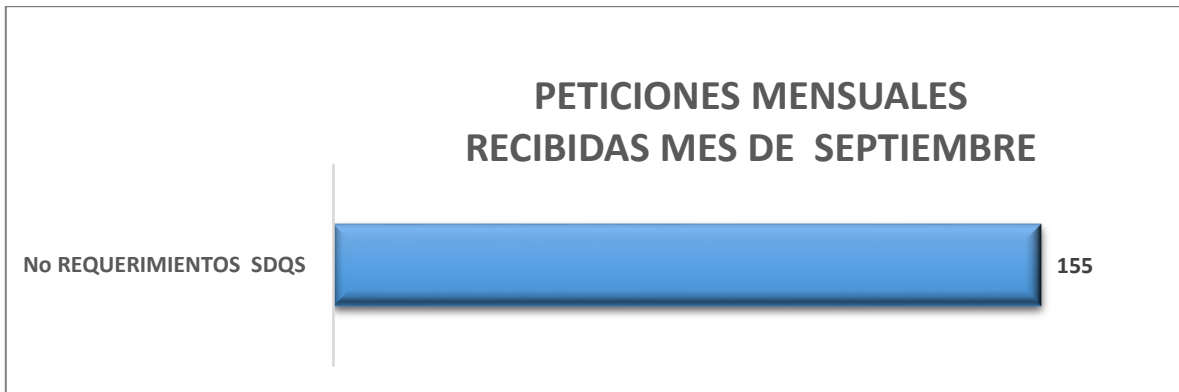 PETICIONES MENSUALES
RECIBIDAS MES DE SEPTIEMBRE
No REQUERIMIENTOS SDQS
155